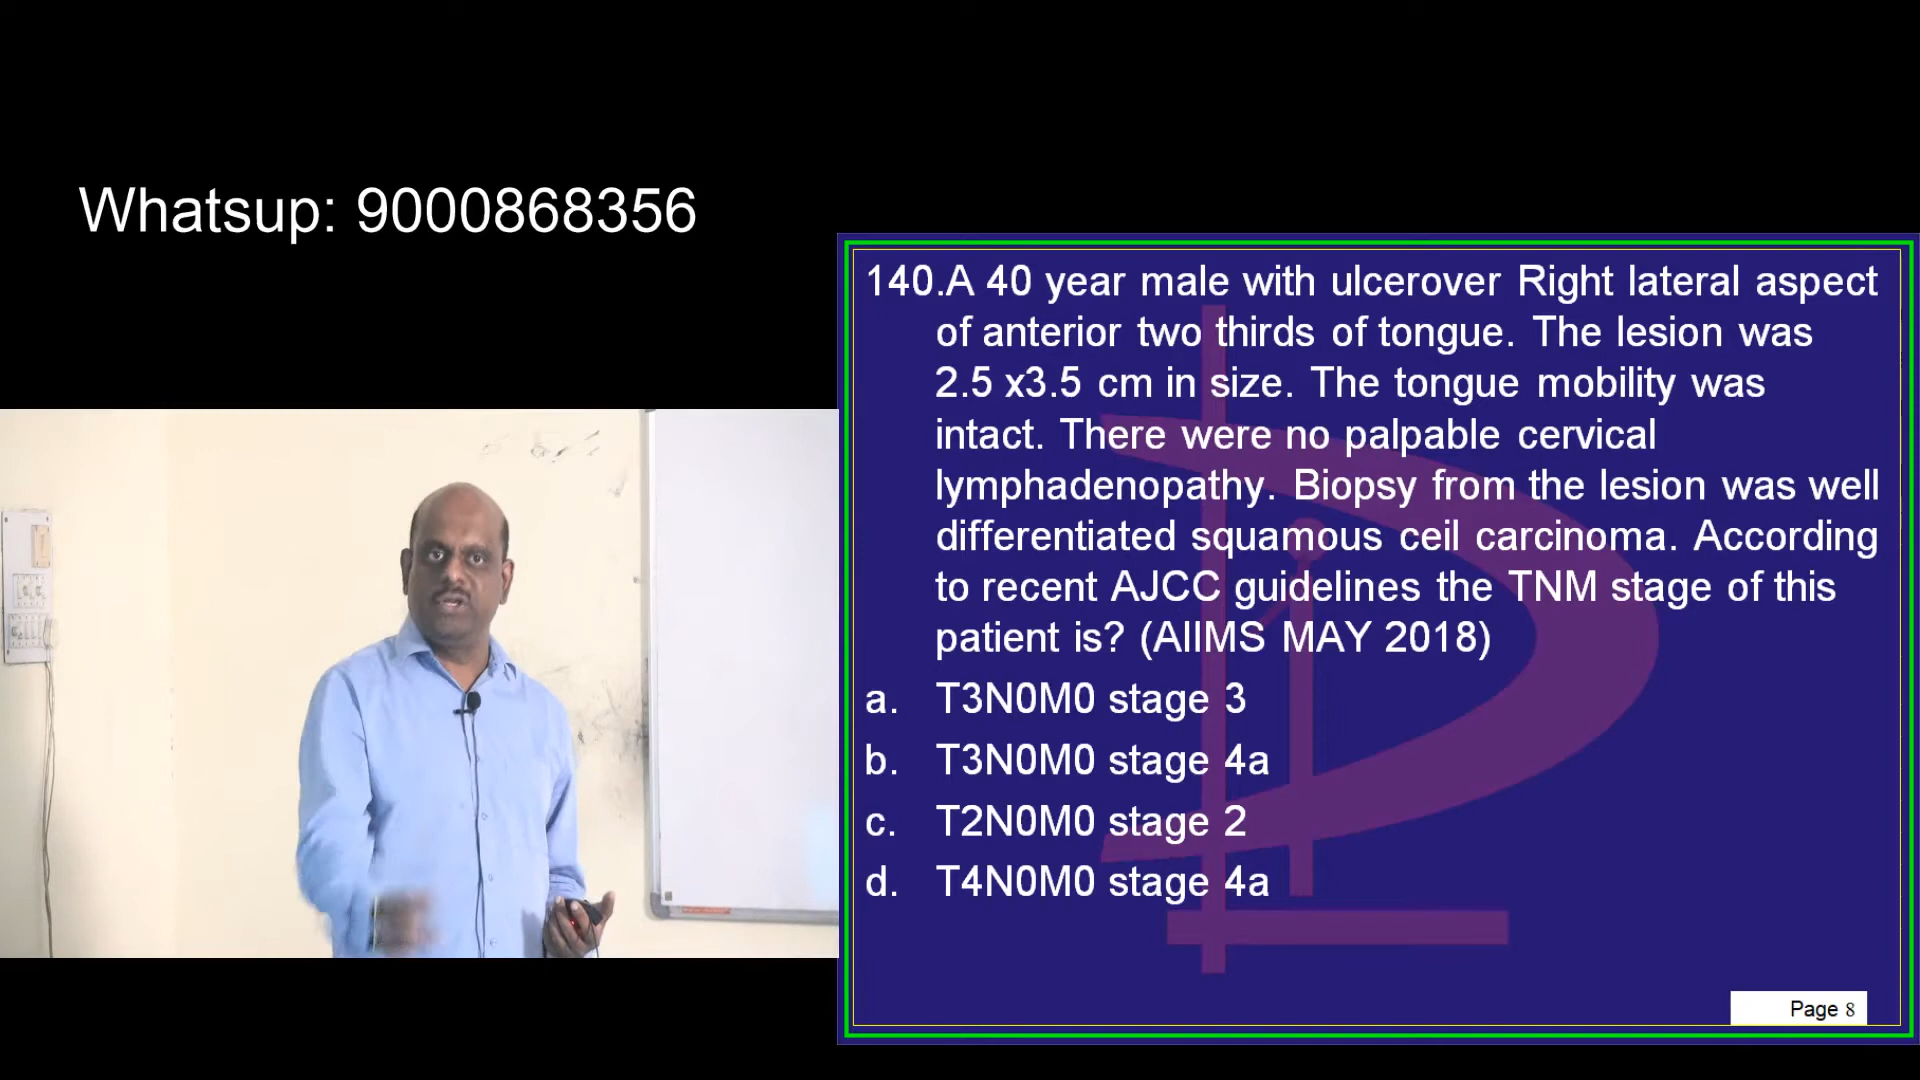 Whatsup: 9000868356
140.A 40 year male with ulcerover Right lateral aspect
of anterior two thirds of tongue. The lesion was
2.5 x3.5 cm in size. The tongue mobility was
intact. There were no palpable cervical
lymphadenopathy. Biopsy from the lesion was well
differentiated squamous ceil carcinoma. According
to recent AJCC guidelines the TNM stage of this
patient is? (AIIMS MAY 2018)
a. T3N0M0 stage 3
b. T3N0M0 stage 4a
c. T2N0M0 stage 2
d. T4N0M0 stage 4a
Page 8